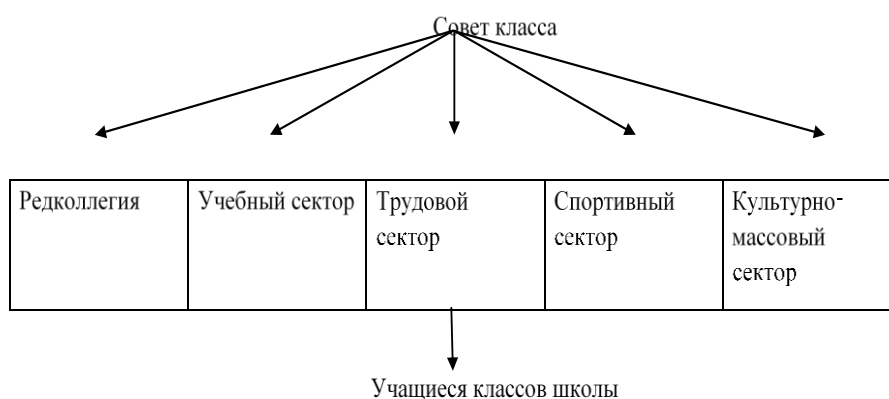 Совет класса
Редколлегия
Учебный сектор
Трудовой
сектор
Спортивный
сектор
Культурно-
массовый
сектор
Учащиеся классов школы